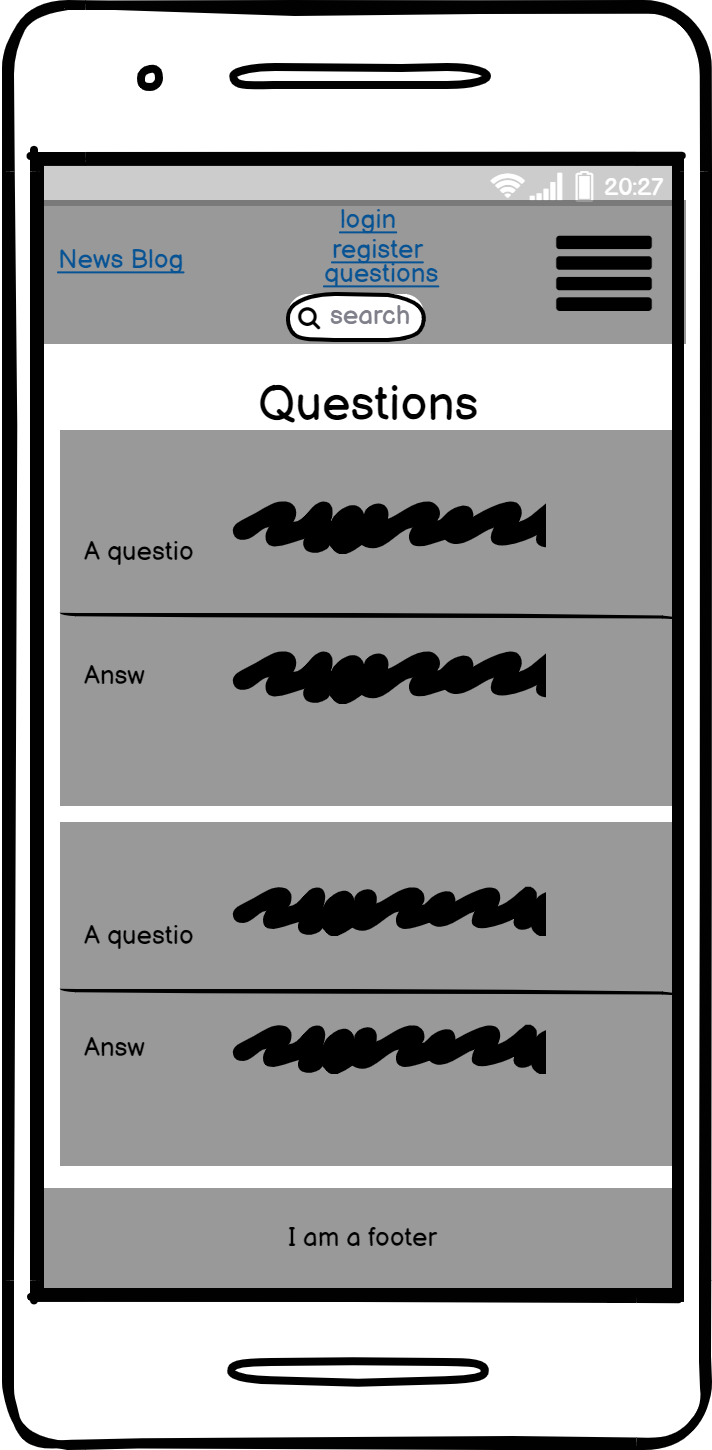 20:27
login
News Blog
register
questions
search
Questions
A questio
Answ
A questio
Answ
I am a footer